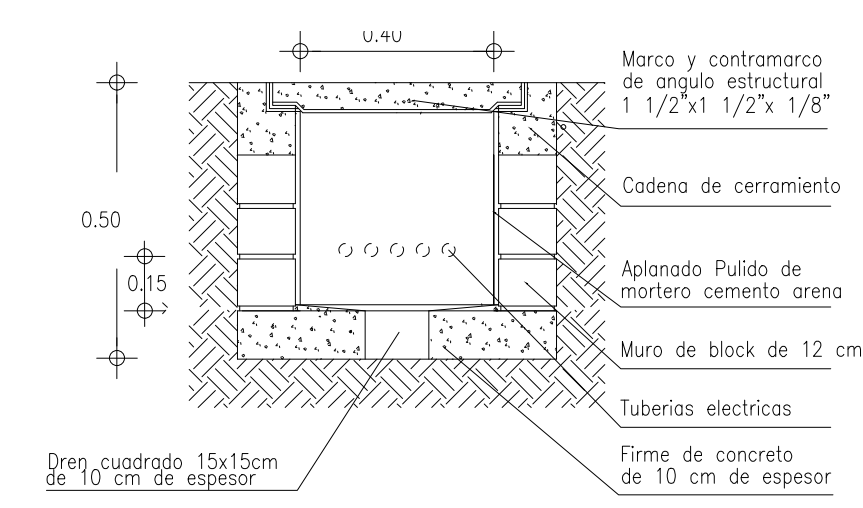 0.40
Marco y contramarco
de angulo estructural
1 1/2"x1 1/2"x 1/8"
Cadena de cerramiento
0.50
0.15
Aplanado Pulido de
mortero cemento arena
Muro de block de 12 cm
Tuberias electricas
Firme de concreto
de 10 cm de espesor
Dren cuadrado 15x15cm
de 10 cm de espesor